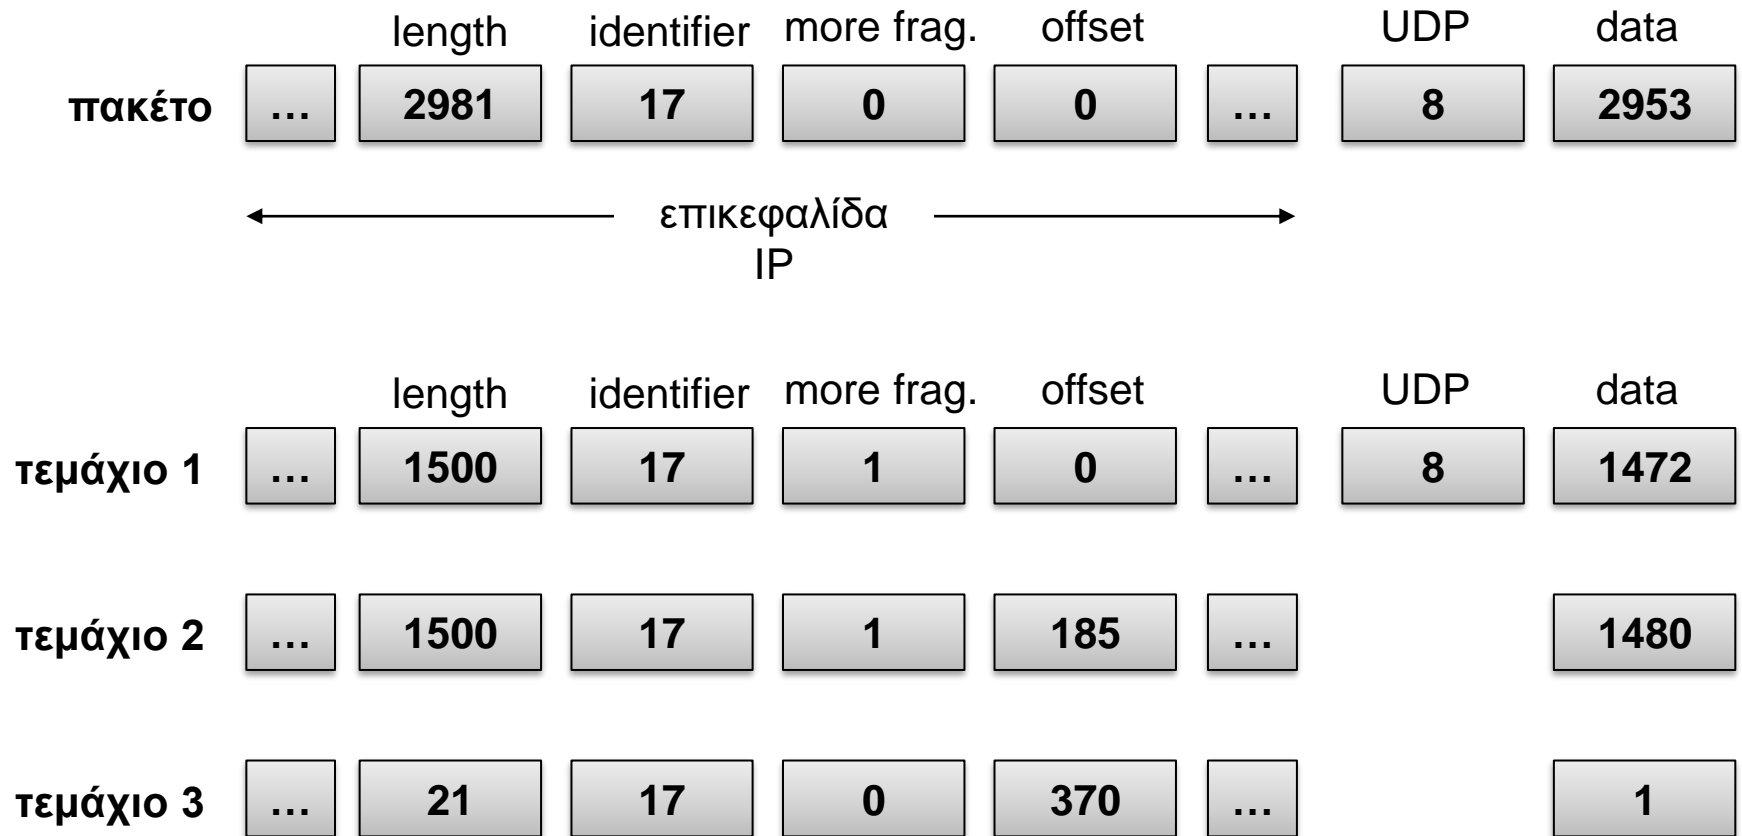 length identifier more frag. offset UDP data
πακέτο ... 2981 17 0 0 ... 8 2953
επικεφαλίδα
IP
length identifier more frag. offset UDP data
τεμάχιο 1 ... 1500 17 1 0 ... 8 1472
τεμάχιο 2 ... 1500 17 1 185 ... 1480
τεμάχιο 3 ... 21 17 0 370 ... 1